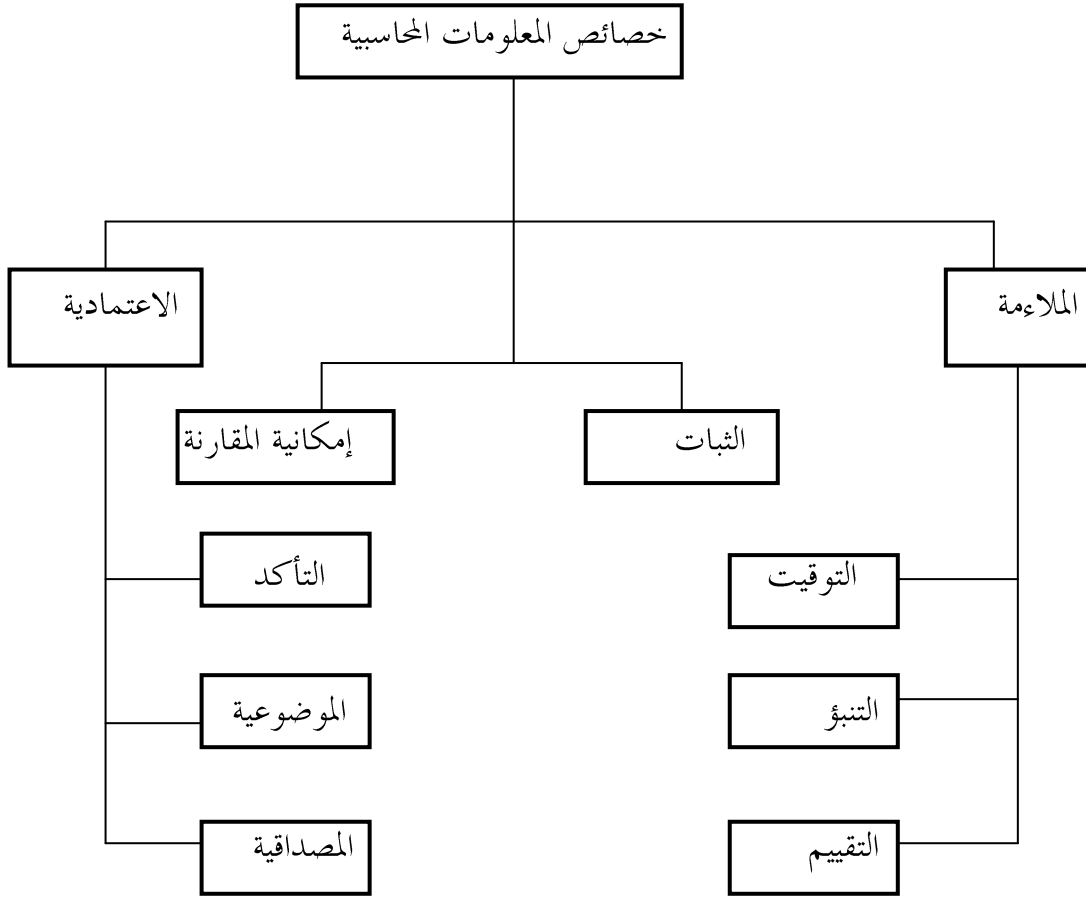 خصائص المعلومات المحاسبية
الملاءمة
الاعتمادية
الثبات
إمكانية المقارنة
التوقيت
التأكد
التنبؤ
الموضوعية
التقييم
المصداقية